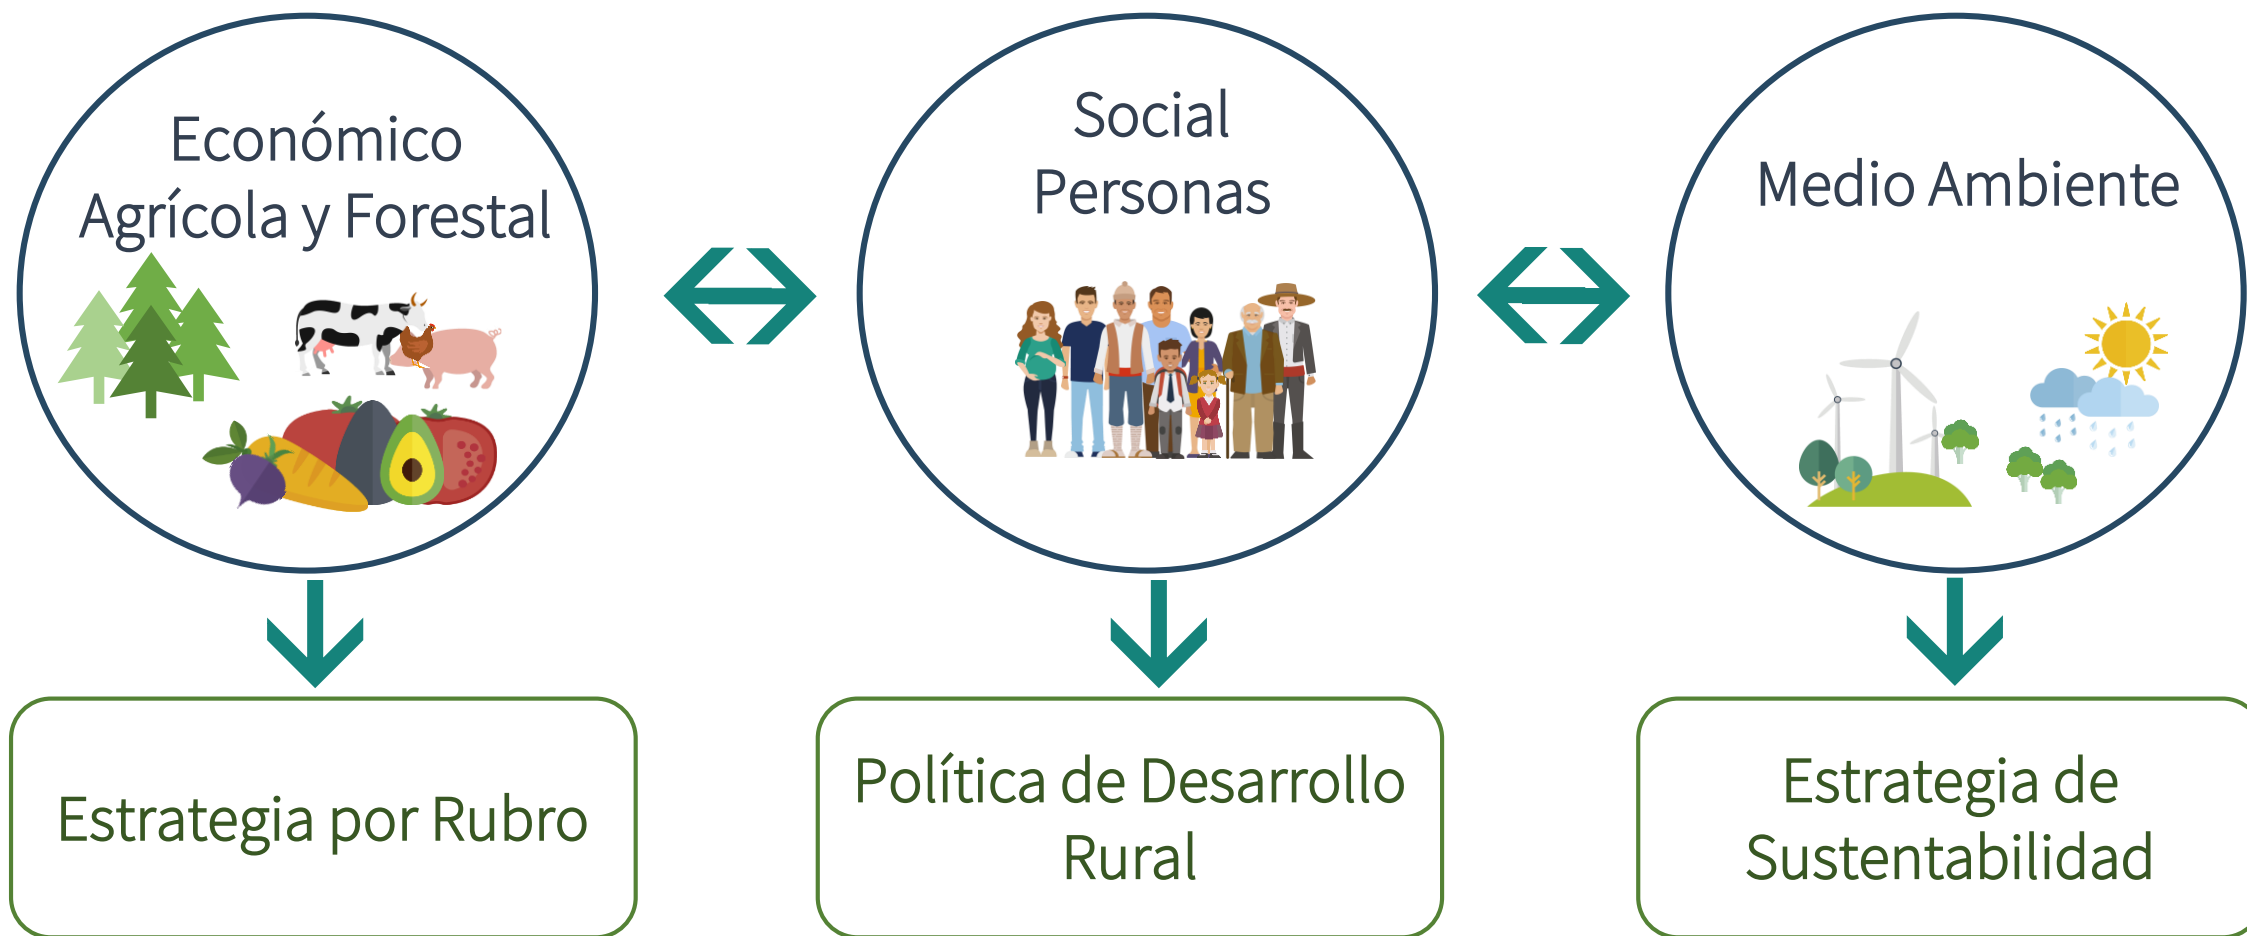 Económico
Agrícola y Forestal
Social
Personas
Medio Ambiente
Estrategia por Rubro
Política de Desarrollo
Rural
Estrategia de
Sustentabilidad